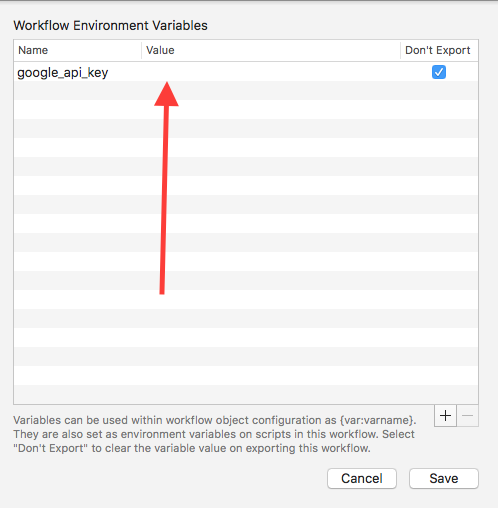 Workflow Environment Variables
Name Value Don't Export
google_api_key
+ −
Variables can be used within workflow object configuration as {var:varname}.
They are also set as environment variables on scripts in this workflow. Select
"Don't Export" to clear the variable value on exporting this workflow.
Cancel Save